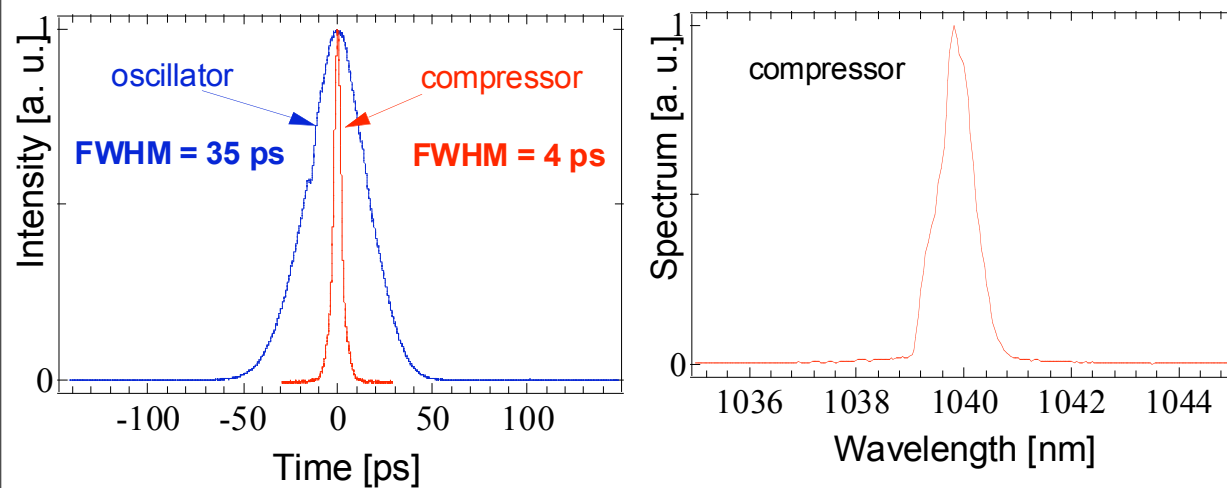 Intensity [a. u.]
1
0
oscillator
compressor
FWHM = 35 ps
FWHM = 4 ps
-100 -50 0 50 100
Time [ps]
Spectrum [a. u.]
1
0
compressor
1036 1038 1040 1042 1044
Wavelength [nm]